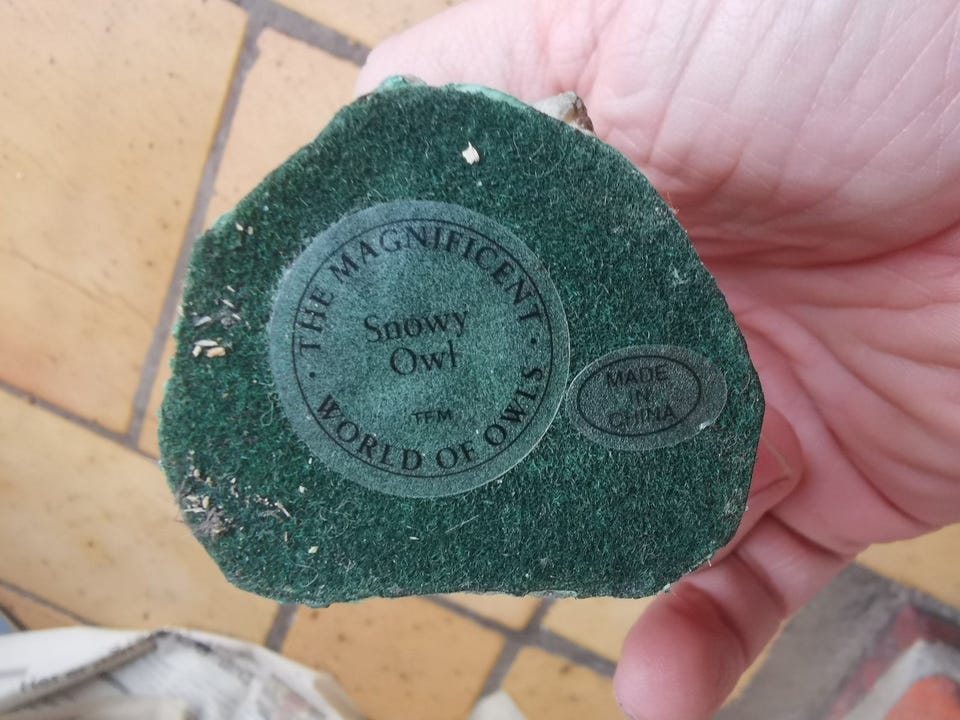 THE MAGNIFICENT
Snowy
Owl
TFM
WORLD OF OWLS
MADE
IN
CHINA